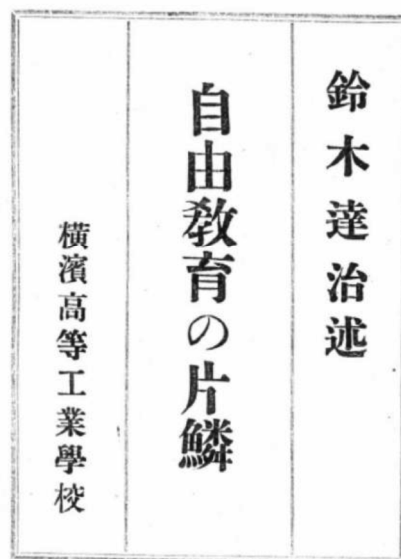 鈴木達治述
自由教育の片鱗
横濱高等工業學校